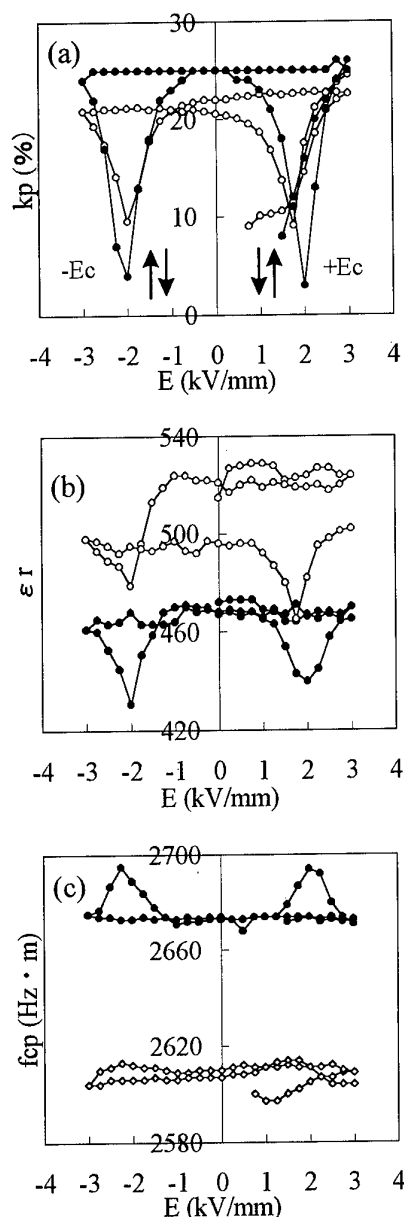 (a)
30
20
10
0
kp (%)
-Ec
+Ec
-4 -3 -2 -1 0 1 2 3 4
E (kV/mm)
(b)
540
500
460
420
ε r
-4 -3 -2 -1 0 1 2 3 4
E (kV/mm)
(c)
2700
2660
2620
2580
fcp (Hz・m)
-4 -3 -2 -1 0 1 2 3 4
E (kV/mm)